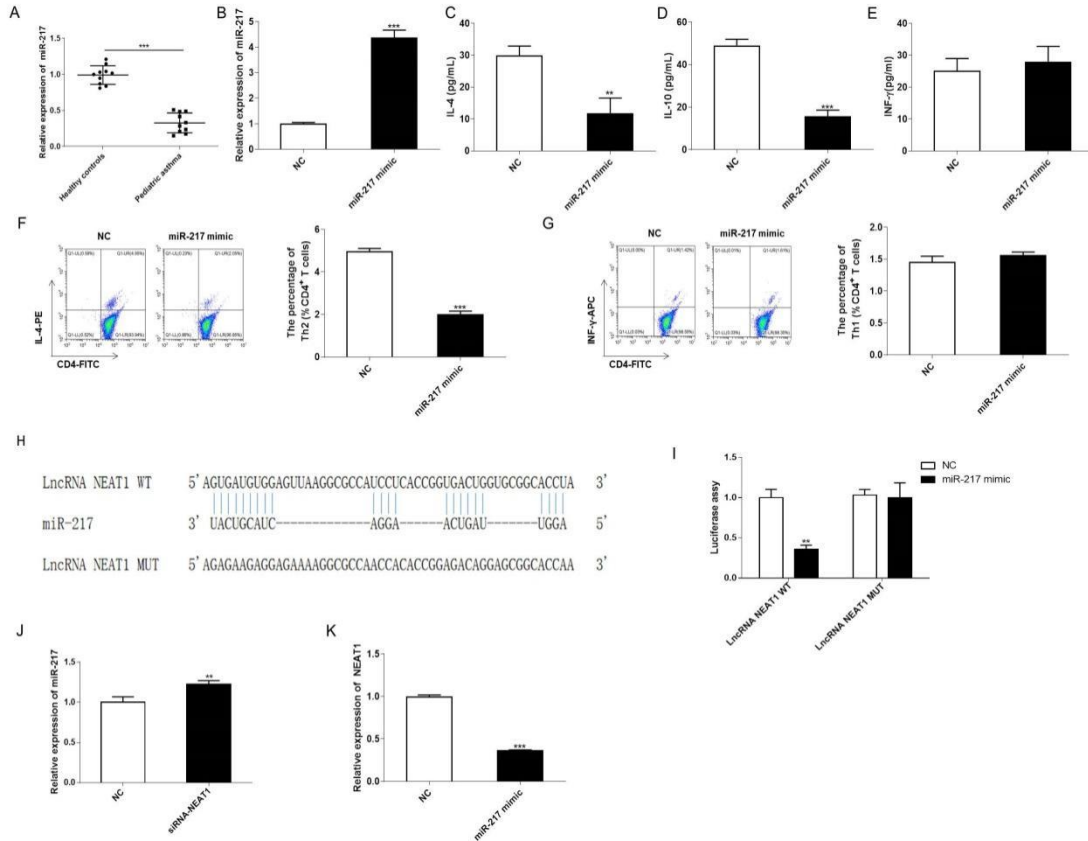 A
Relative expression of miR-217
1.5
1.0
0.5
0.0
***
Healthy controls
Pediatric asthma
B
Relative expression of miR-217
5
4
3
2
1
0
***
NC
miR-217 mimic
C
IL-4 (pg/mL)
40
30
20
10
0
**
NC
miR-217 mimic
D
IL-10 (pg/mL)
60
40
20
0
***
NC
miR-217 mimic
E
INF-γ(pg/ml)
40
30
20
10
0
NC
miR-217 mimic
F
NC
miR-217 mimic
IL-4-PE
CD4-FITC
The percentage of
Th2 (% CD4⁺ T cells)
6
4
2
0
***
NC
miR-217 mimic
G
NC
miR-217 mimic
INF-γ-APC
CD4-FITC
The percentage of
Th1 (% CD4⁺ T cells)
2.0
1.5
1.0
0.5
0.0
NC
miR-217 mimic
H
LncRNA NEAT1 WT 5' AGUGAUGUGGAGUUAAGGCGCCAUCCUCACCGGUGACUGGUGCGGCACCUA 3'
miR-217 3' UACUGCAUC—AGGA—ACUGAU—UGGA 5'
LncRNA NEAT1 MUT 5' AGAGAAGAGGAGAAAAGGCGCCAACCACACCGGAGACAGGAGCGGCACCAA 3'
I
NC
miR-217 mimic
Luciferase assy
1.5
1.0
0.5
0.0
**
LncRNA NEAT1 WT
LncRNA NEAT1 MUT
J
Relative expression of miR-217
1.5
1.0
0.5
0.0
**
NC
siRNA-NEAT1
K
Relative expression of NEAT1
1.5
1.0
0.5
0.0
***
NC
miR-217 mimic